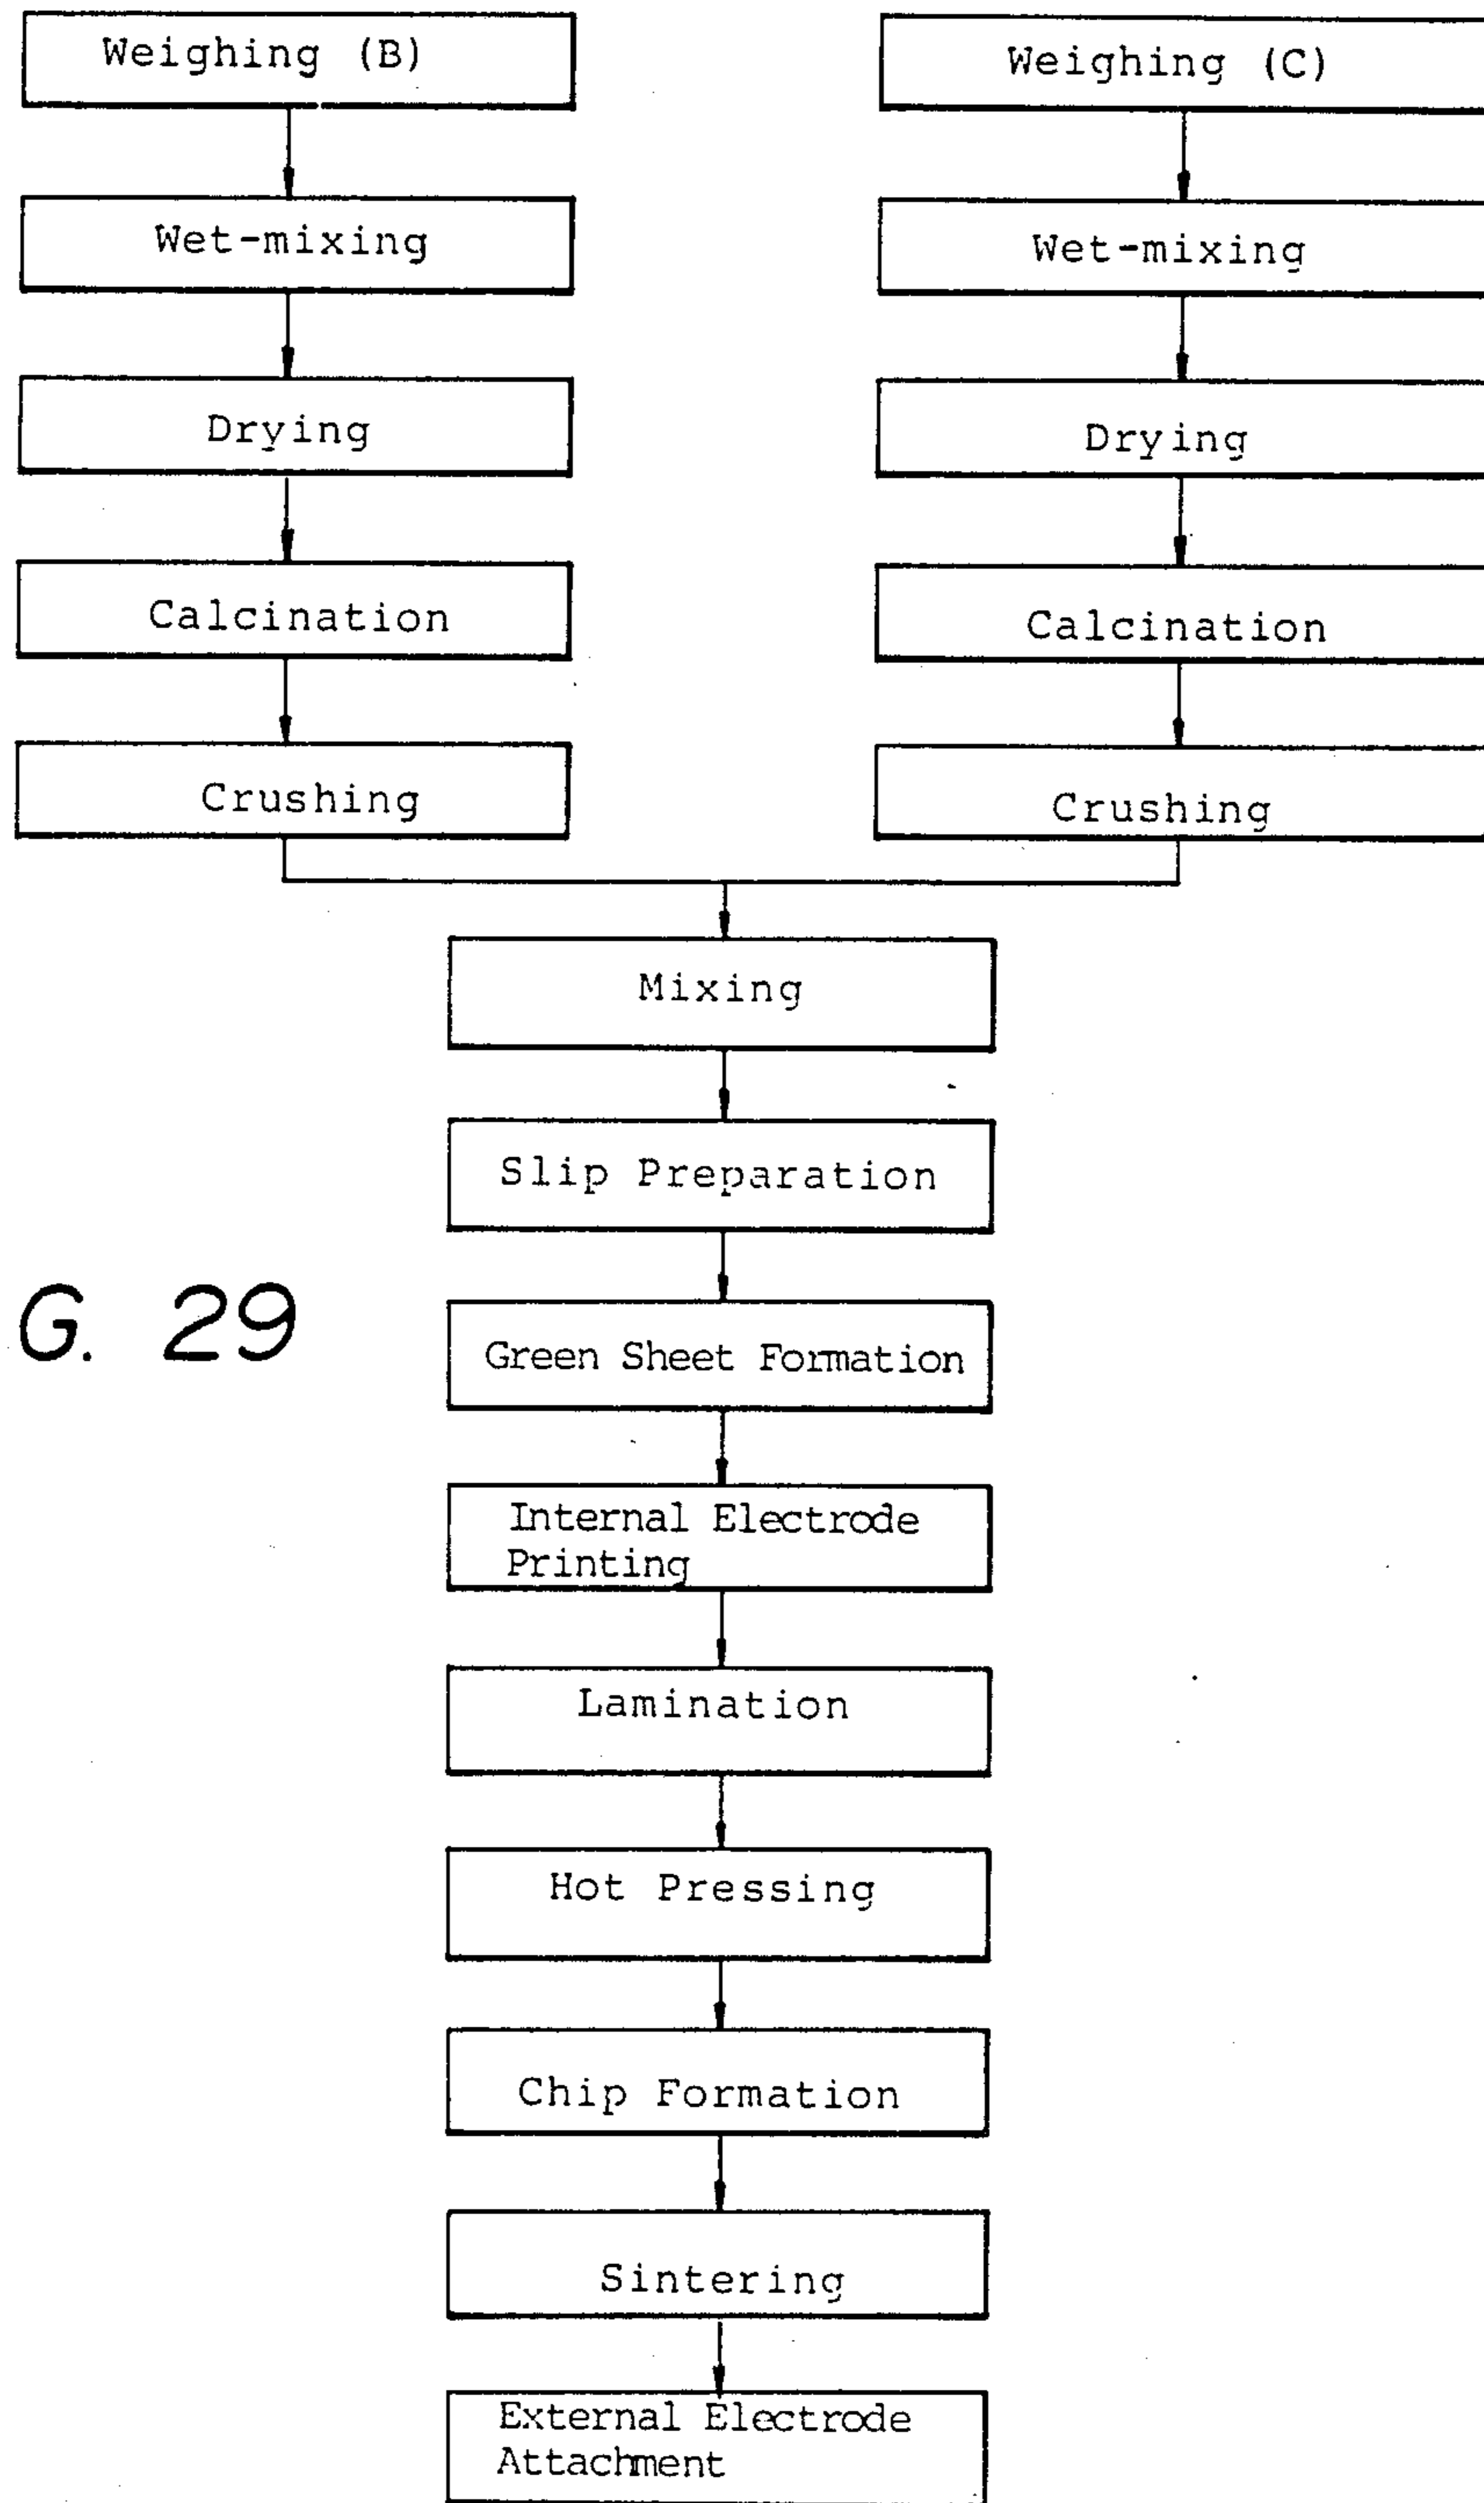 Weighing (B)
Wet-mixing
Drying
Calcination
Crushing
Weighing (C)
Wet-mixing
Drying
Calcination
Crushing
Mixing
Slip Preparation
G. 29
Green Sheet Formation
Internal Electrode
Printing
Lamination
Hot Pressing
Chip Formation
Sintering
External Electrode
Attachment